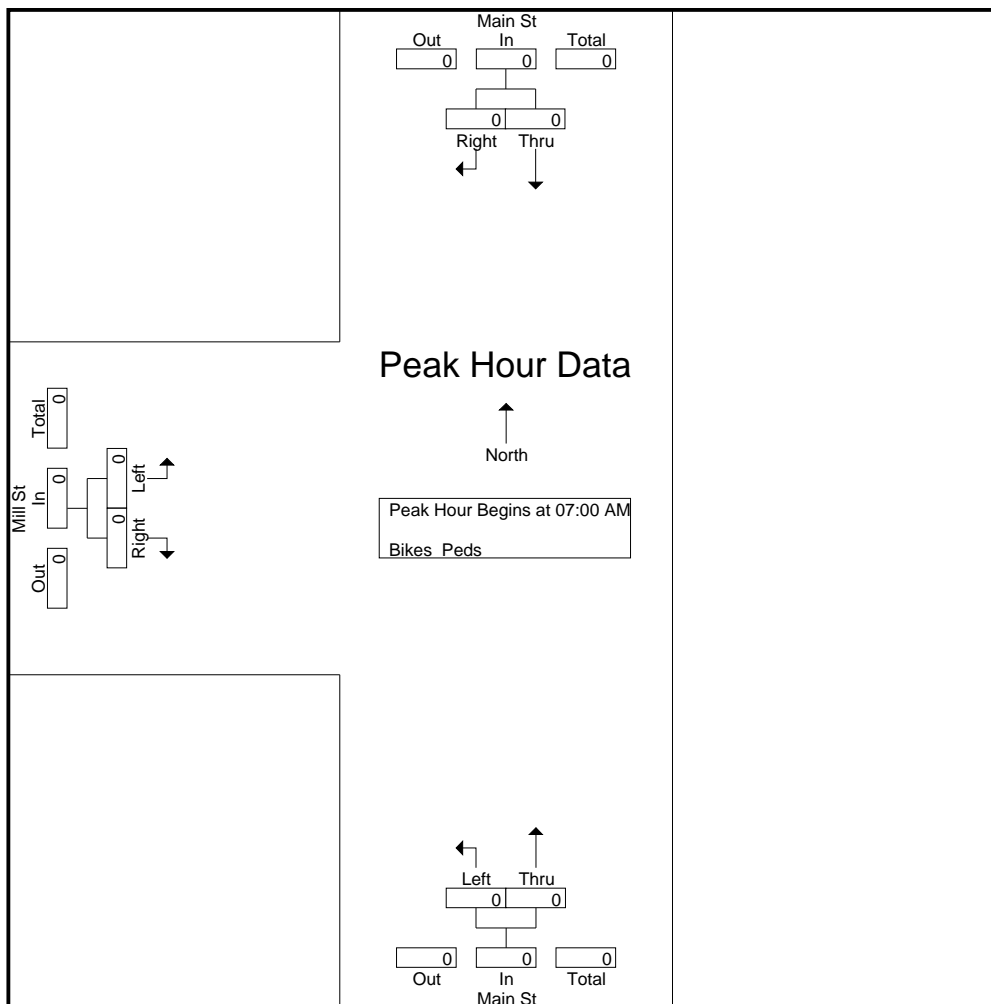 Main St
Out In Total
0 0 0
0 0
Right Thru
Peak Hour Data
North
Peak Hour Begins at 07:00 AM
Bikes Peds
Mill St
Out In Total
0 0 0
Right Left
0 0
Left Thru
0 0
0 0 0
Out In Total
Main St